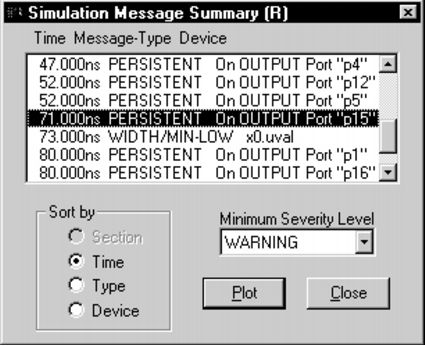 Simulation Message Summary (R)
Time Message-Type Device
47.000ns PERSISTENT On OUTPUT Port "p4"
52.000ns PERSISTENT On OUTPUT Port "p12"
52.000ns PERSISTENT On OUTPUT Port "p5"
71.000ns PERSISTENT On OUTPUT Port "p15"
73.000ns WIDTH/MIN-LOW x0.uval
80.000ns PERSISTENT On OUTPUT Port "p1"
80.000ns PERSISTENT On OUTPUT Port "p16"
Sort by
Section
Time
Type
Device
Minimum Severity Level
WARNING
Plot
Close